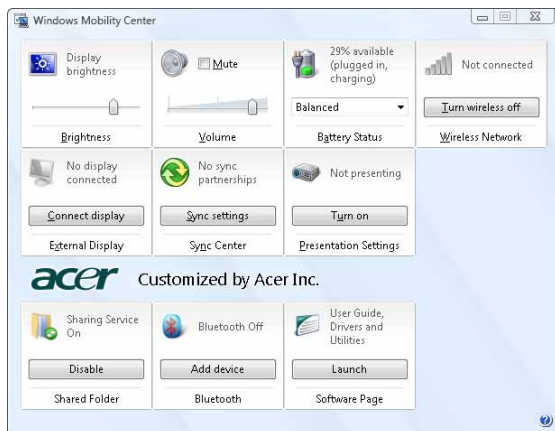 Windows Mobility Center
Display
brightness
Brightness
Mute
Volume
29% available
(plugged in,
charging)
Balanced
Battery Status
Not connected
Turn wireless off
Wireless Network
No display
connected
Connect display
External Display
No sync
partnerships
Sync settings
Sync Center
Not presenting
Turn on
Presentation Settings
acer Customized by Acer Inc.
Sharing Service
On
Disable
Shared Folder
Bluetooth Off
Add device
Bluetooth
User Guide,
Drivers and
Utilities
Launch
Software Page
?